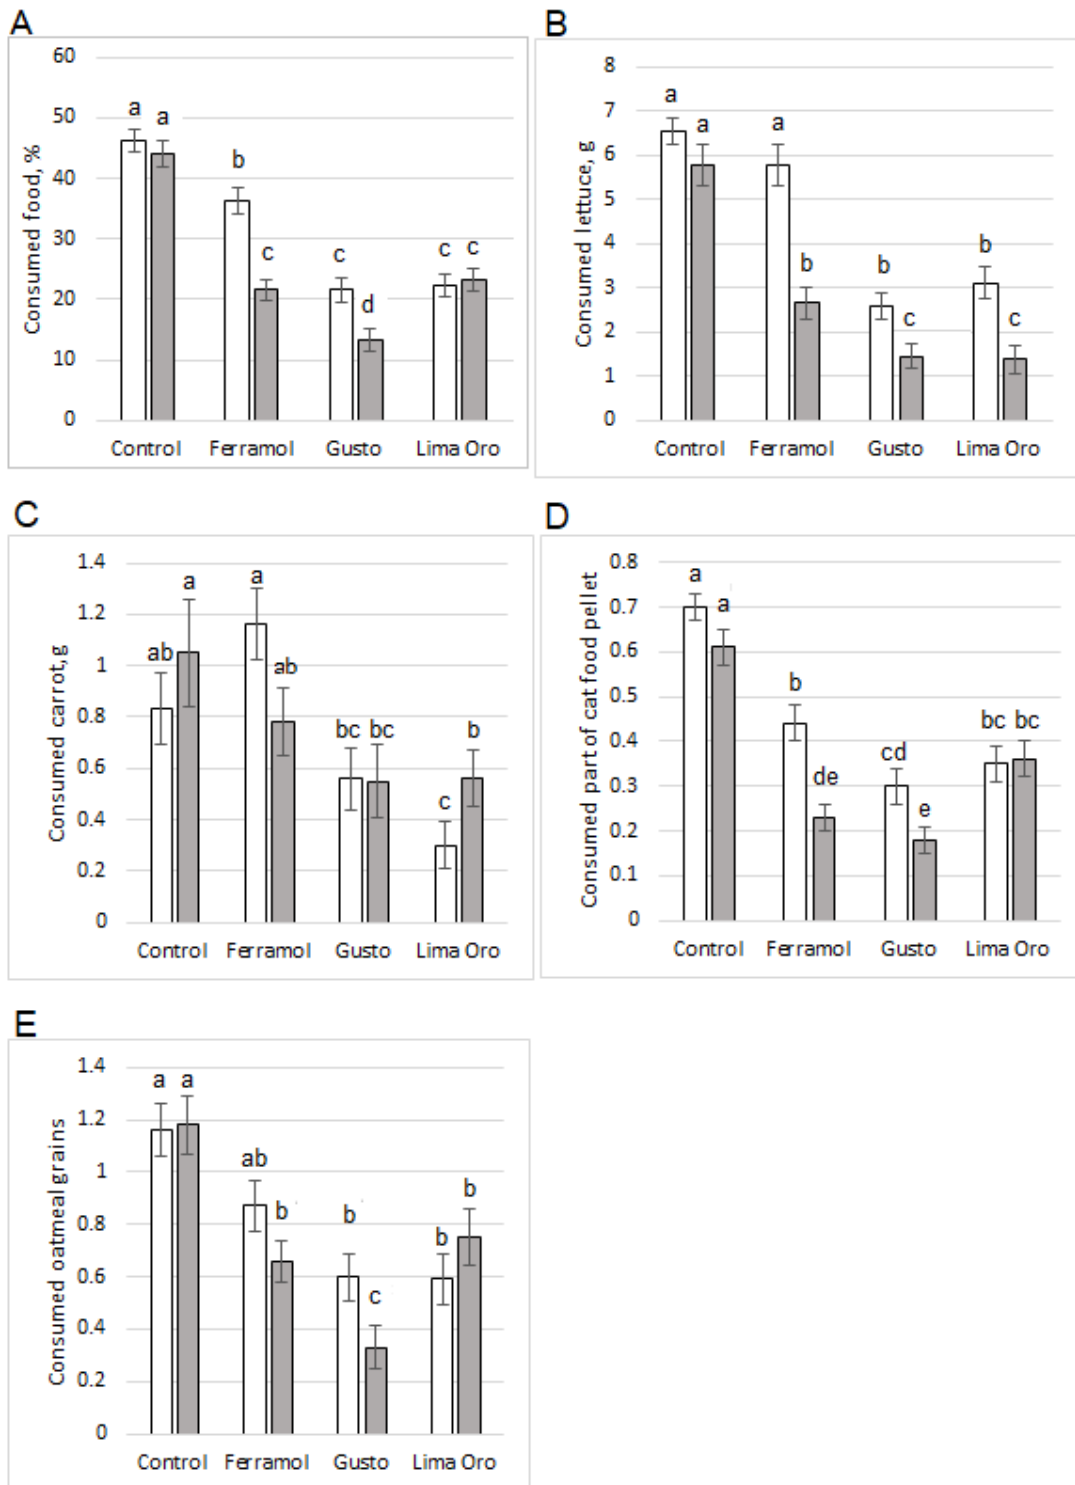 A
Consumed food, %
60
50
40
30
20
10
0
a a b c c d c c
Control Ferramol Gusto Lima Oro
B
Consumed lettuce, g
8
7
6
5
4
3
2
1
0
a a a b b c b c
Control Ferramol Gusto Lima Oro
C
Consumed carrot, g
1.4
1.2
1
0.8
0.6
0.4
0.2
0
ab a a ab bc bc c b
Control Ferramol Gusto Lima Oro
D
Consumed part of cat food pellet
0.8
0.7
0.6
0.5
0.4
0.3
0.2
0.1
0
a a b de cd e bc bc
Control Ferramol Gusto Lima Oro
E
Consumed oatmeal grains
1.4
1.2
1
0.8
0.6
0.4
0.2
0
a a ab b b c b b
Control Ferramol Gusto Lima Oro